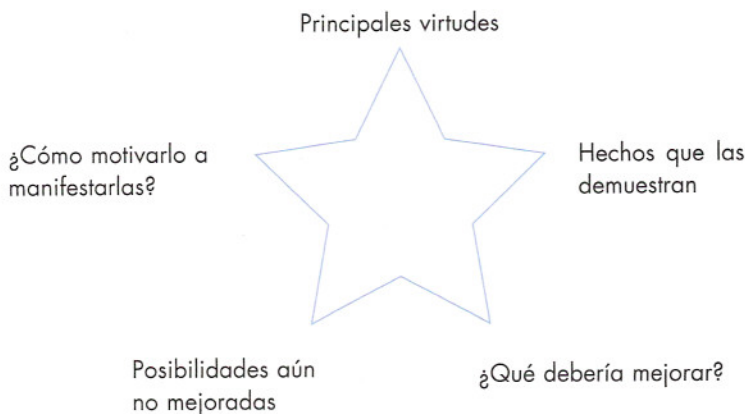 Principales virtudes
¿Cómo motivarlo a
manifestarlas?
Hechos que las
demuestran
Posibilidades aún
no mejoradas
¿Qué debería mejorar?